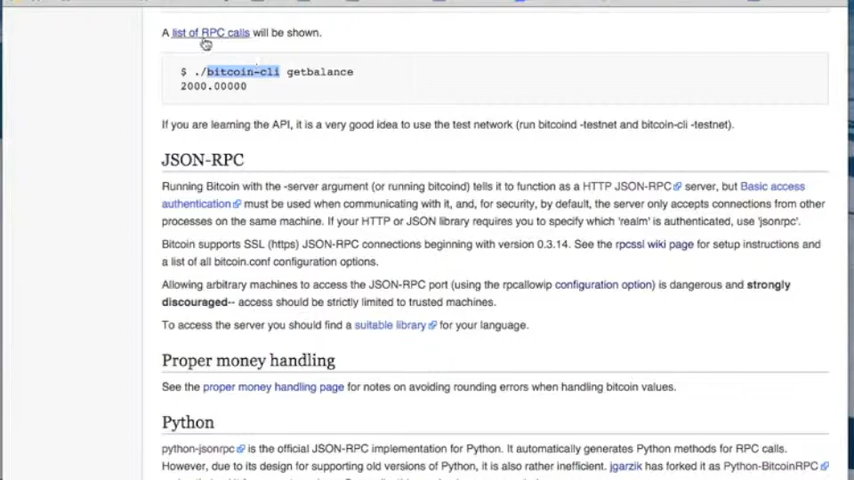 A list of RPC calls will be shown.
$ ./bitcoin-cli getbalance
2000.00000
If you are learning the API, it is a very good idea to use the test network (run bitcoind -testnet and bitcoin-cli -testnet).
JSON-RPC
Running Bitcoin with the -server argument (or running bitcoind) tells it to function as a HTTP JSON-RPC server, but Basic access
authentication must be used when communicating with it, and, for security, by default, the server only accepts connections from other
processes on the same machine. If your HTTP or JSON library requires you to specify which 'realm' is authenticated, use 'jsonrpc'.
Bitcoin supports SSL (https) JSON-RPC connections beginning with version 0.3.14. See the rpcssl wiki page for setup instructions and
a list of all bitcoin.conf configuration options.
Allowing arbitrary machines to access the JSON-RPC port (using the rpcallowip configuration option) is dangerous and strongly
discouraged-- access should be strictly limited to trusted machines.
To access the server you should find a suitable library for your language.
Proper money handling
See the proper money handling page for notes on avoiding rounding errors when handling bitcoin values.
Python
python-jsonrpc is the official JSON-RPC implementation for Python. It automatically generates Python methods for RPC calls.
However, due to its design for supporting old versions of Python, it is also rather inefficient. jgarzik has forked it as Python-BitcoinRPC